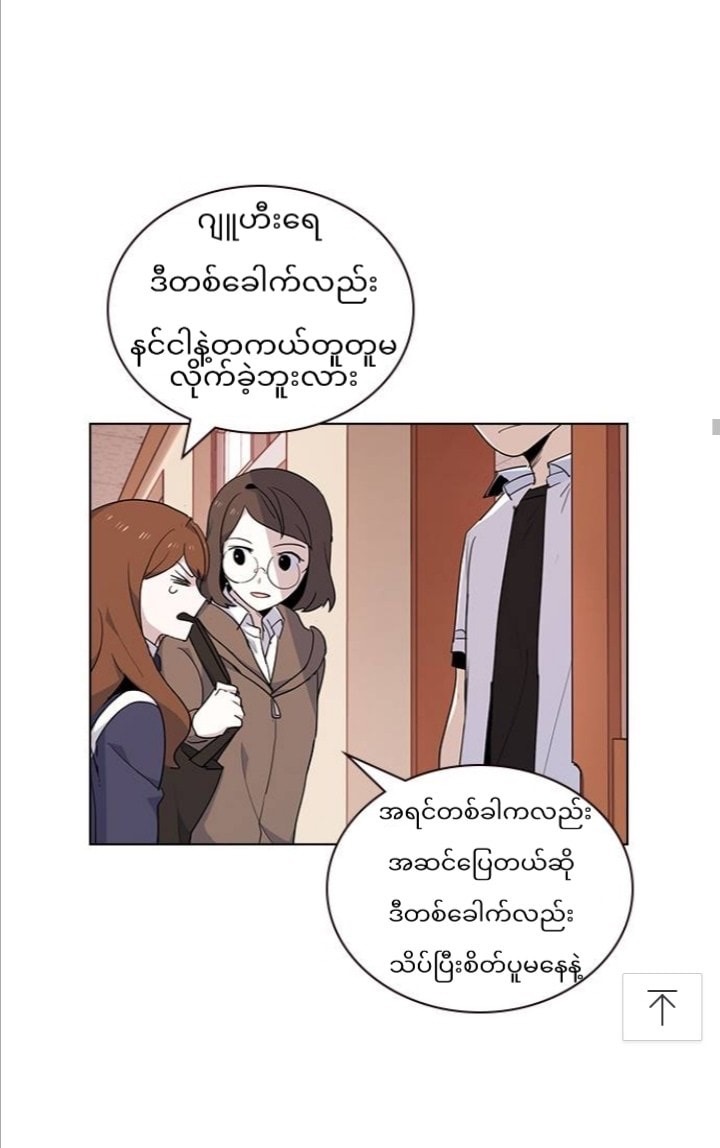 ဂျူဟီးရေ
ဒီတစ်ခေါက်လည်း
နင်ငါနဲ့တကယ်တူတူမ
လိုက်ခဲ့ဘူးလား
အရင်တစ်ခါကလည်း
အဆင်ပြေတယ်ဆို
ဒီတစ်ခေါက်လည်း
သိပ်ပြီးစိတ်ပူမနေနဲ့